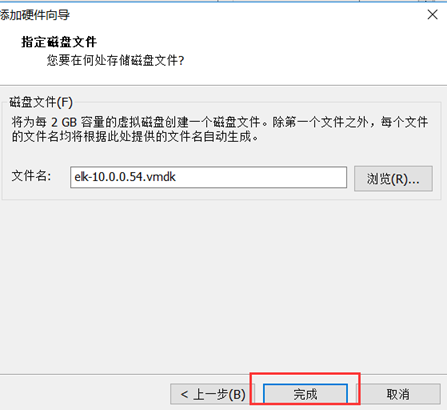 添加硬件向导
指定磁盘文件
您要在何处存储磁盘文件?
磁盘文件(F)
将为每 2 GB 容量的虚拟磁盘创建一个磁盘文件。除第一个文件之外，每个文件
的文件名均将根据此处提供的文件名自动生成。
文件名:
elk-10.0.0.54.vmdk
浏览(R)...
< 上一步(B)
完成
取消